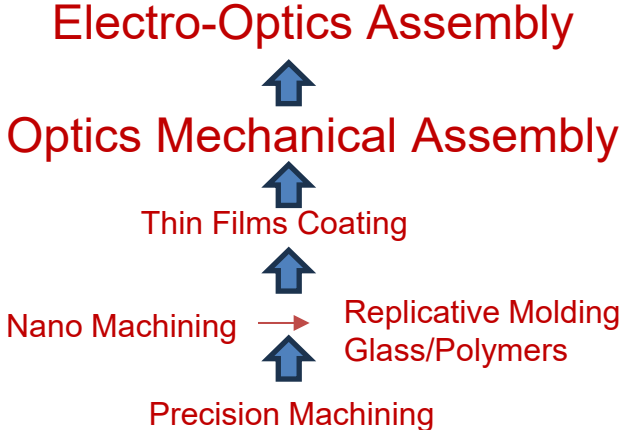 Electro-Optics Assembly
Optics Mechanical Assembly
Thin Films Coating
Nano Machining
Replicative Molding
Glass/Polymers
Precision Machining